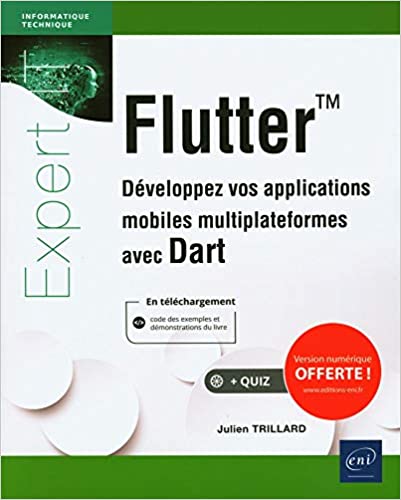 INFORMATIQUE
TECHNIQUE
Expert IT
Flutter™
Développez vos applications
mobiles multiplateformes
avec Dart
En téléchargement
</>
code des exemples et
démonstrations du livre
+ QUIZ
Version numérique
OFFERTE !
www.editions-eni.fr
Julien TRILLARD
eni